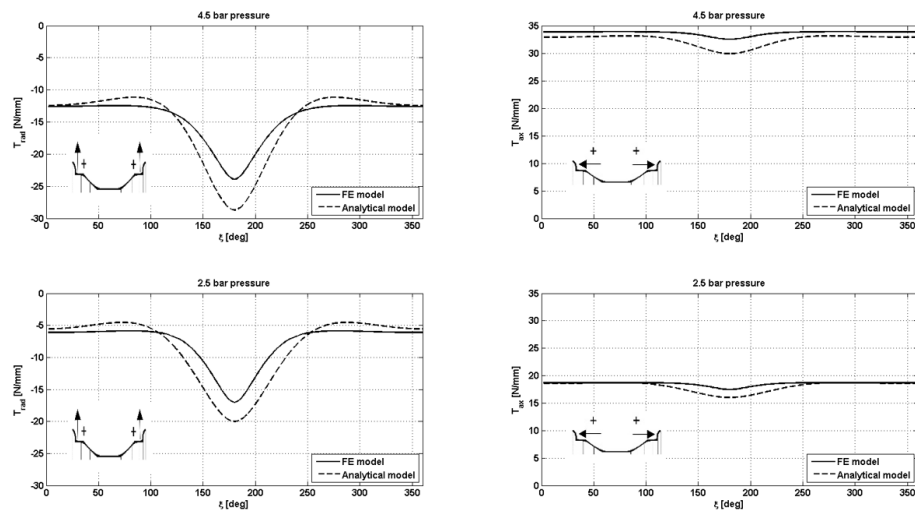 4.5 bar pressure
0
-5
-10
-15
-20
-25
-30
T_rad [N/mm]
+ +
FE model
Analytical model
0 50 100 150 200 250 300 350
ξ [deg]
4.5 bar pressure
35
30
25
20
15
10
5
0
T_ax [N/mm]
+ +
FE model
Analytical model
0 50 100 150 200 250 300 350
ξ [deg]
2.5 bar pressure
0
-5
-10
-15
-20
-25
-30
T_rad [N/mm]
+ +
FE model
Analytical model
0 50 100 150 200 250 300 350
ξ [deg]
2.5 bar pressure
35
30
25
20
15
10
5
0
T_ax [N/mm]
+ +
FE model
Analytical model
0 50 100 150 200 250 300 350
ξ [deg]